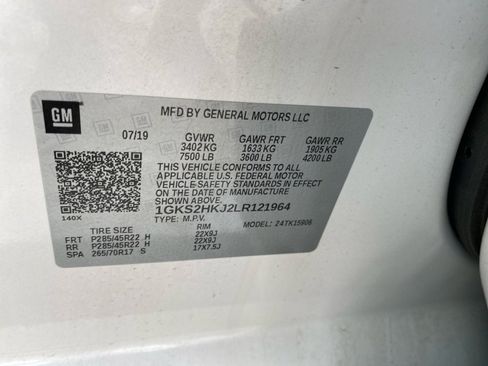 GM
MFD BY GENERAL MOTORS LLC
07/19 GVWR GAWR FRT GAWR RR
3402 KG 1633 KG 1905 KG
7500 LB 3600 LB 4200 LB
THIS VEHICLE CONFORMS TO ALL
APPLICABLE U.S. FEDERAL MOTOR
VEHICLE SAFETY STANDARDS IN EFFECT
ON THE DATE OF MANUFACTURE SHOWN ABOVE.
1GKS2HKJ2LR121964
140X TYPE: M.P.V. MODEL: Z4TK15906
TIRE SIZE RIM
FRT P285/45R22 H 22X9J
RR P285/45R22 H 22X9J
SPA 265/70R17 S 17X7.5J